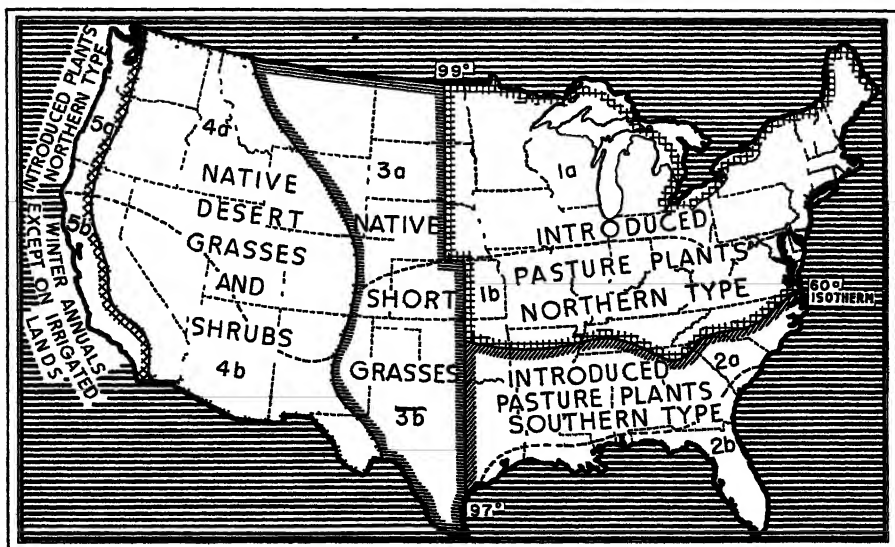 INTRODUCED PLANTS
NORTHERN TYPE
WINTER ANNUALS
EXCEPT ON IRRIGATED
LANDS
5a
5b
4a
NATIVE
DESERT
GRASSES
AND
SHRUBS
4b
99°
3a
NATIVE
SHORT
GRASSES
3b
97°
1a
INTRODUCED
PASTURE PLANTS
NORTHERN TYPE
1b
60°
ISOTHERM
2a
INTRODUCED
PASTURE PLANTS
SOUTHERN TYPE
2b